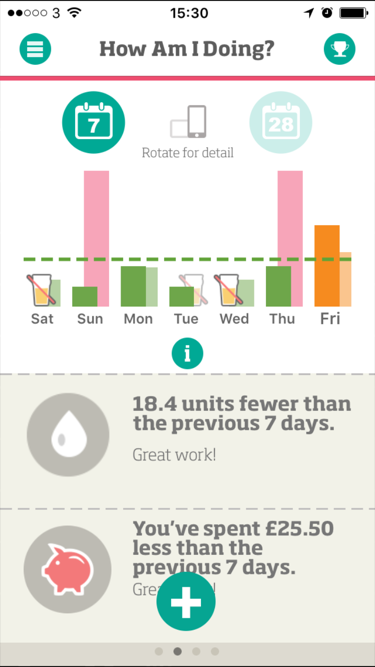 3 15:30
How Am I Doing?
7 28
Rotate for detail
Sat Sun Mon Tue Wed Thu Fri
i
18.4 units fewer than
the previous 7 days.
Great work!
You've spent £25.50
less than the
previous 7 days.